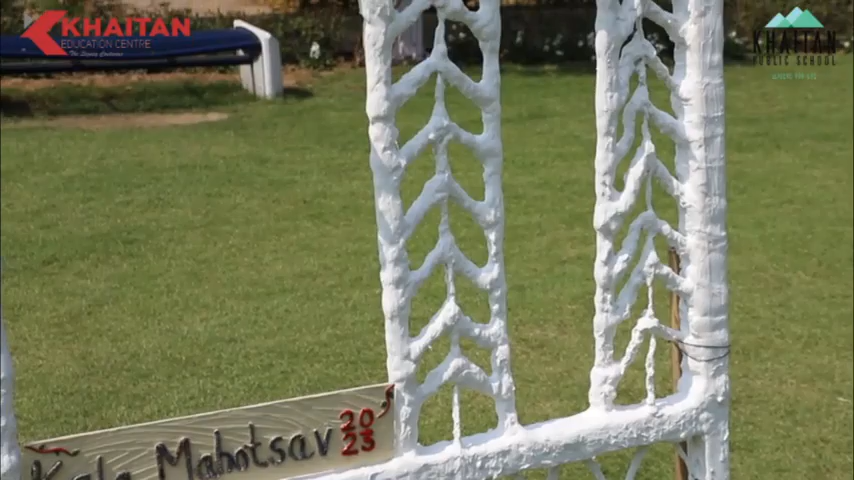 KHAITAN
EDUCATION CENTRE
KHAITAN
PUBLIC SCHOOL
Kala Mahotsav 2023